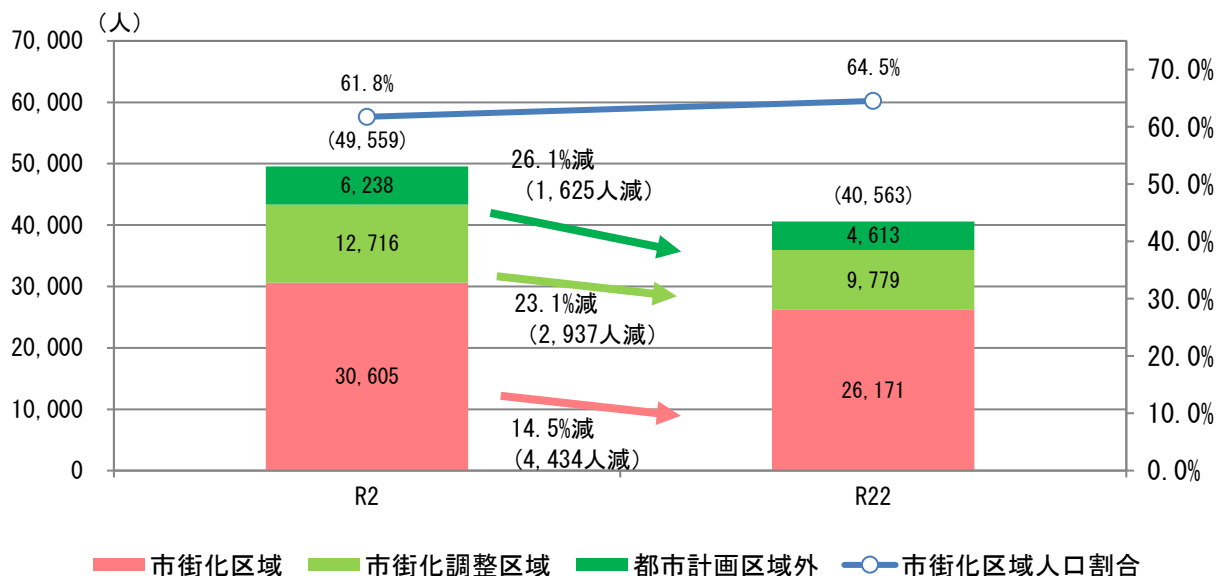 （人）
70,000
60,000
50,000
40,000
30,000
20,000
10,000
0
70.0%
60.0%
50.0%
40.0%
30.0%
20.0%
10.0%
0.0%
61.8%
64.5%
(49,559)
6,238
12,716
30,605
26.1%減
（1,625人減）
23.1%減
（2,937人減）
14.5%減
（4,434人減）
(40,563)
4,613
9,779
26,171
R2
R22
市街化区域
市街化調整区域
都市計画区域外
市街化区域人口割合